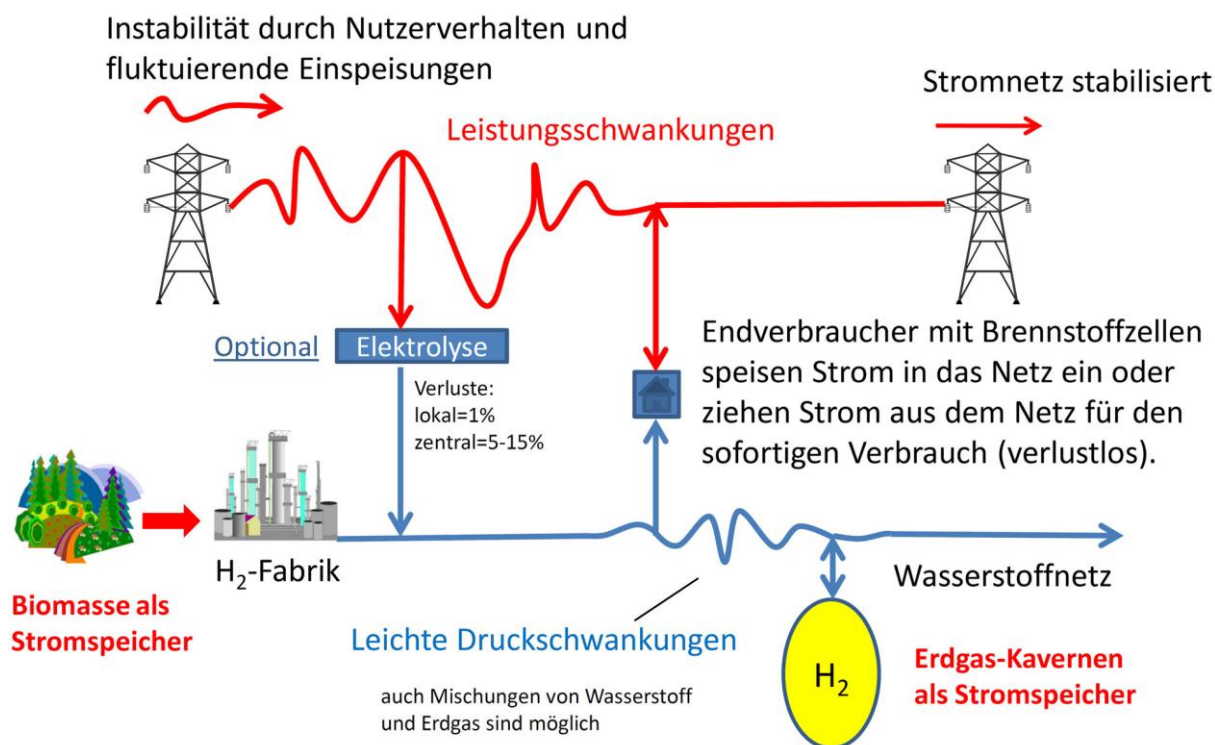 Instabilität durch Nutzerverhalten und
fluktuierende Einspeisungen
Stromnetz stabilisiert
Leistungsschwankungen
Optional
Elektrolyse
Verluste:
lokal=1%
zentral=5-15%
Endverbraucher mit Brennstoffzellen
speisen Strom in das Netz ein oder
ziehen Strom aus dem Netz für den
sofortigen Verbrauch (verlustlos).
H₂-Fabrik
Wasserstoffnetz
Biomasse als
Stromspeicher
Leichte Druckschwankungen
auch Mischungen von Wasserstoff
und Erdgas sind möglich
H₂
Erdgas-Kavernen
als Stromspeicher